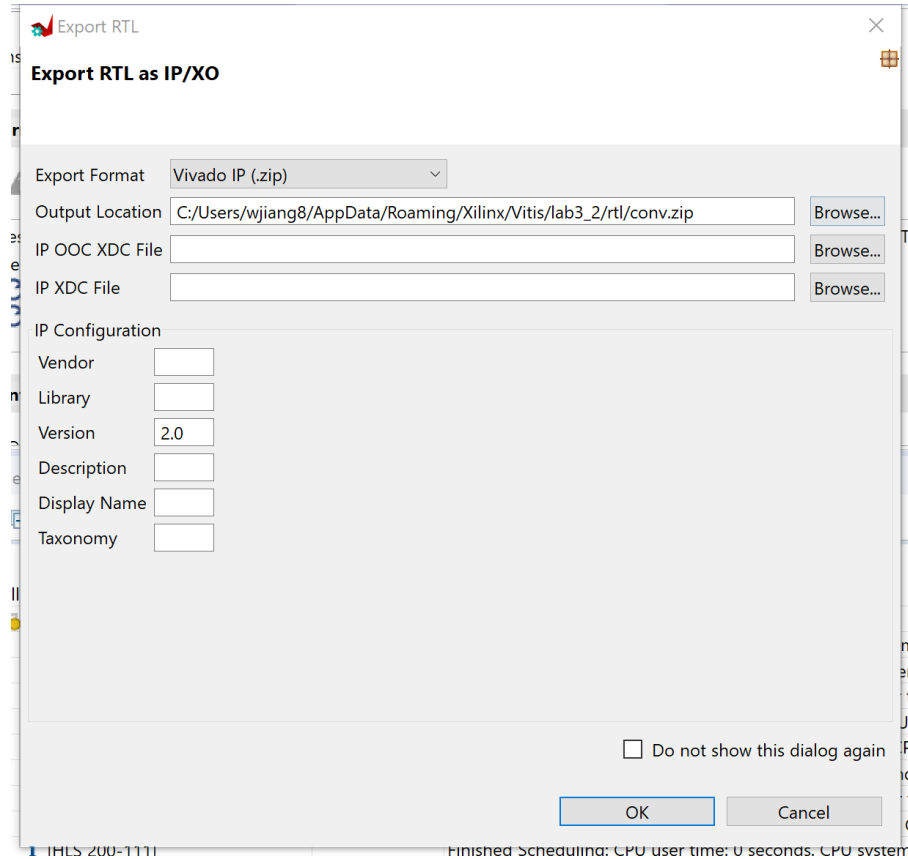 Export RTL
Export RTL as IP/XO
Export Format Vivado IP (.zip)
Output Location C:/Users/wjiang8/AppData/Roaming/Xilinx/Vitis/lab3_2/rtl/conv.zip Browse...
IP OOC XDC File Browse...
IP XDC File Browse...
IP Configuration
Vendor
Library
Version 2.0
Description
Display Name
Taxonomy
Do not show this dialog again
OK Cancel
[HLS 200-111] Finished Scheduling: CPU user time: 0 seconds. CPU system